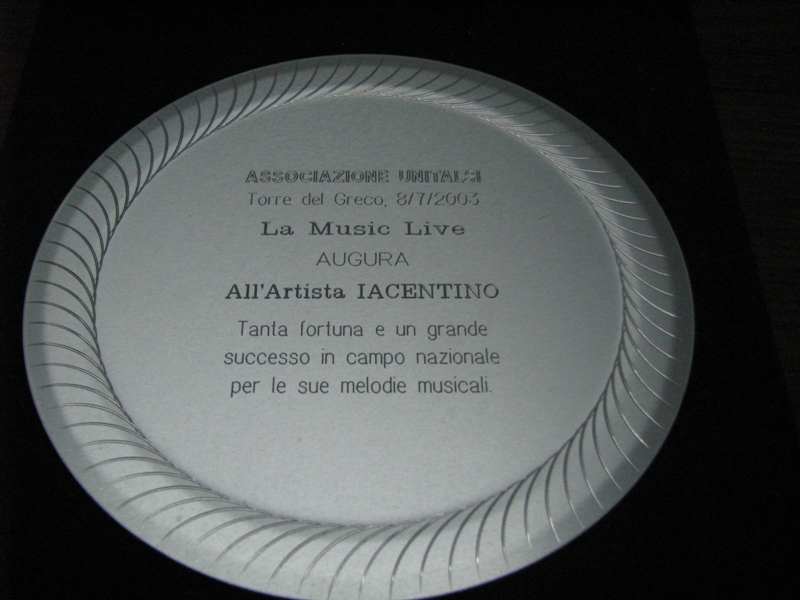 ASSOCIAZIONE UNITALSI
Torre del Greco, 8/7/2003
La Music Live
AUGURA
All'Artista IACENTINO
Tanta fortuna e un grande
successo in campo nazionale
per le sue melodie musicali.